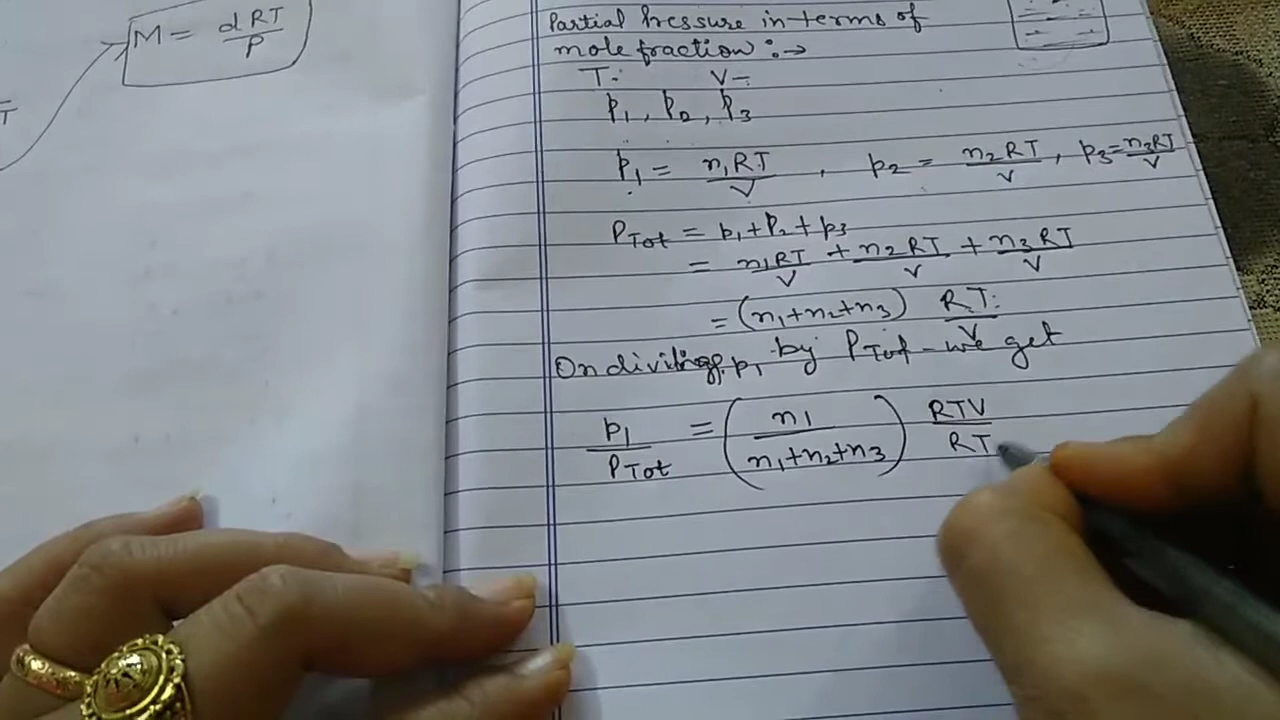 M = dRT/P
T
Partial Pressure in terms of
mole fraction :→
T: V-
p1, p2, p3
p1 = n1RT/V , p2 = n2RT/V , p3 = n3RT/V
PTot = p1+P2+p3
= n1RT/V + n2RT/V + n3RT/V
= (n1+n2+n3) RT/V
On dividing p1 by PTot we get
p1/PTot = (n1/(n1+n2+n3)) RTV/RT